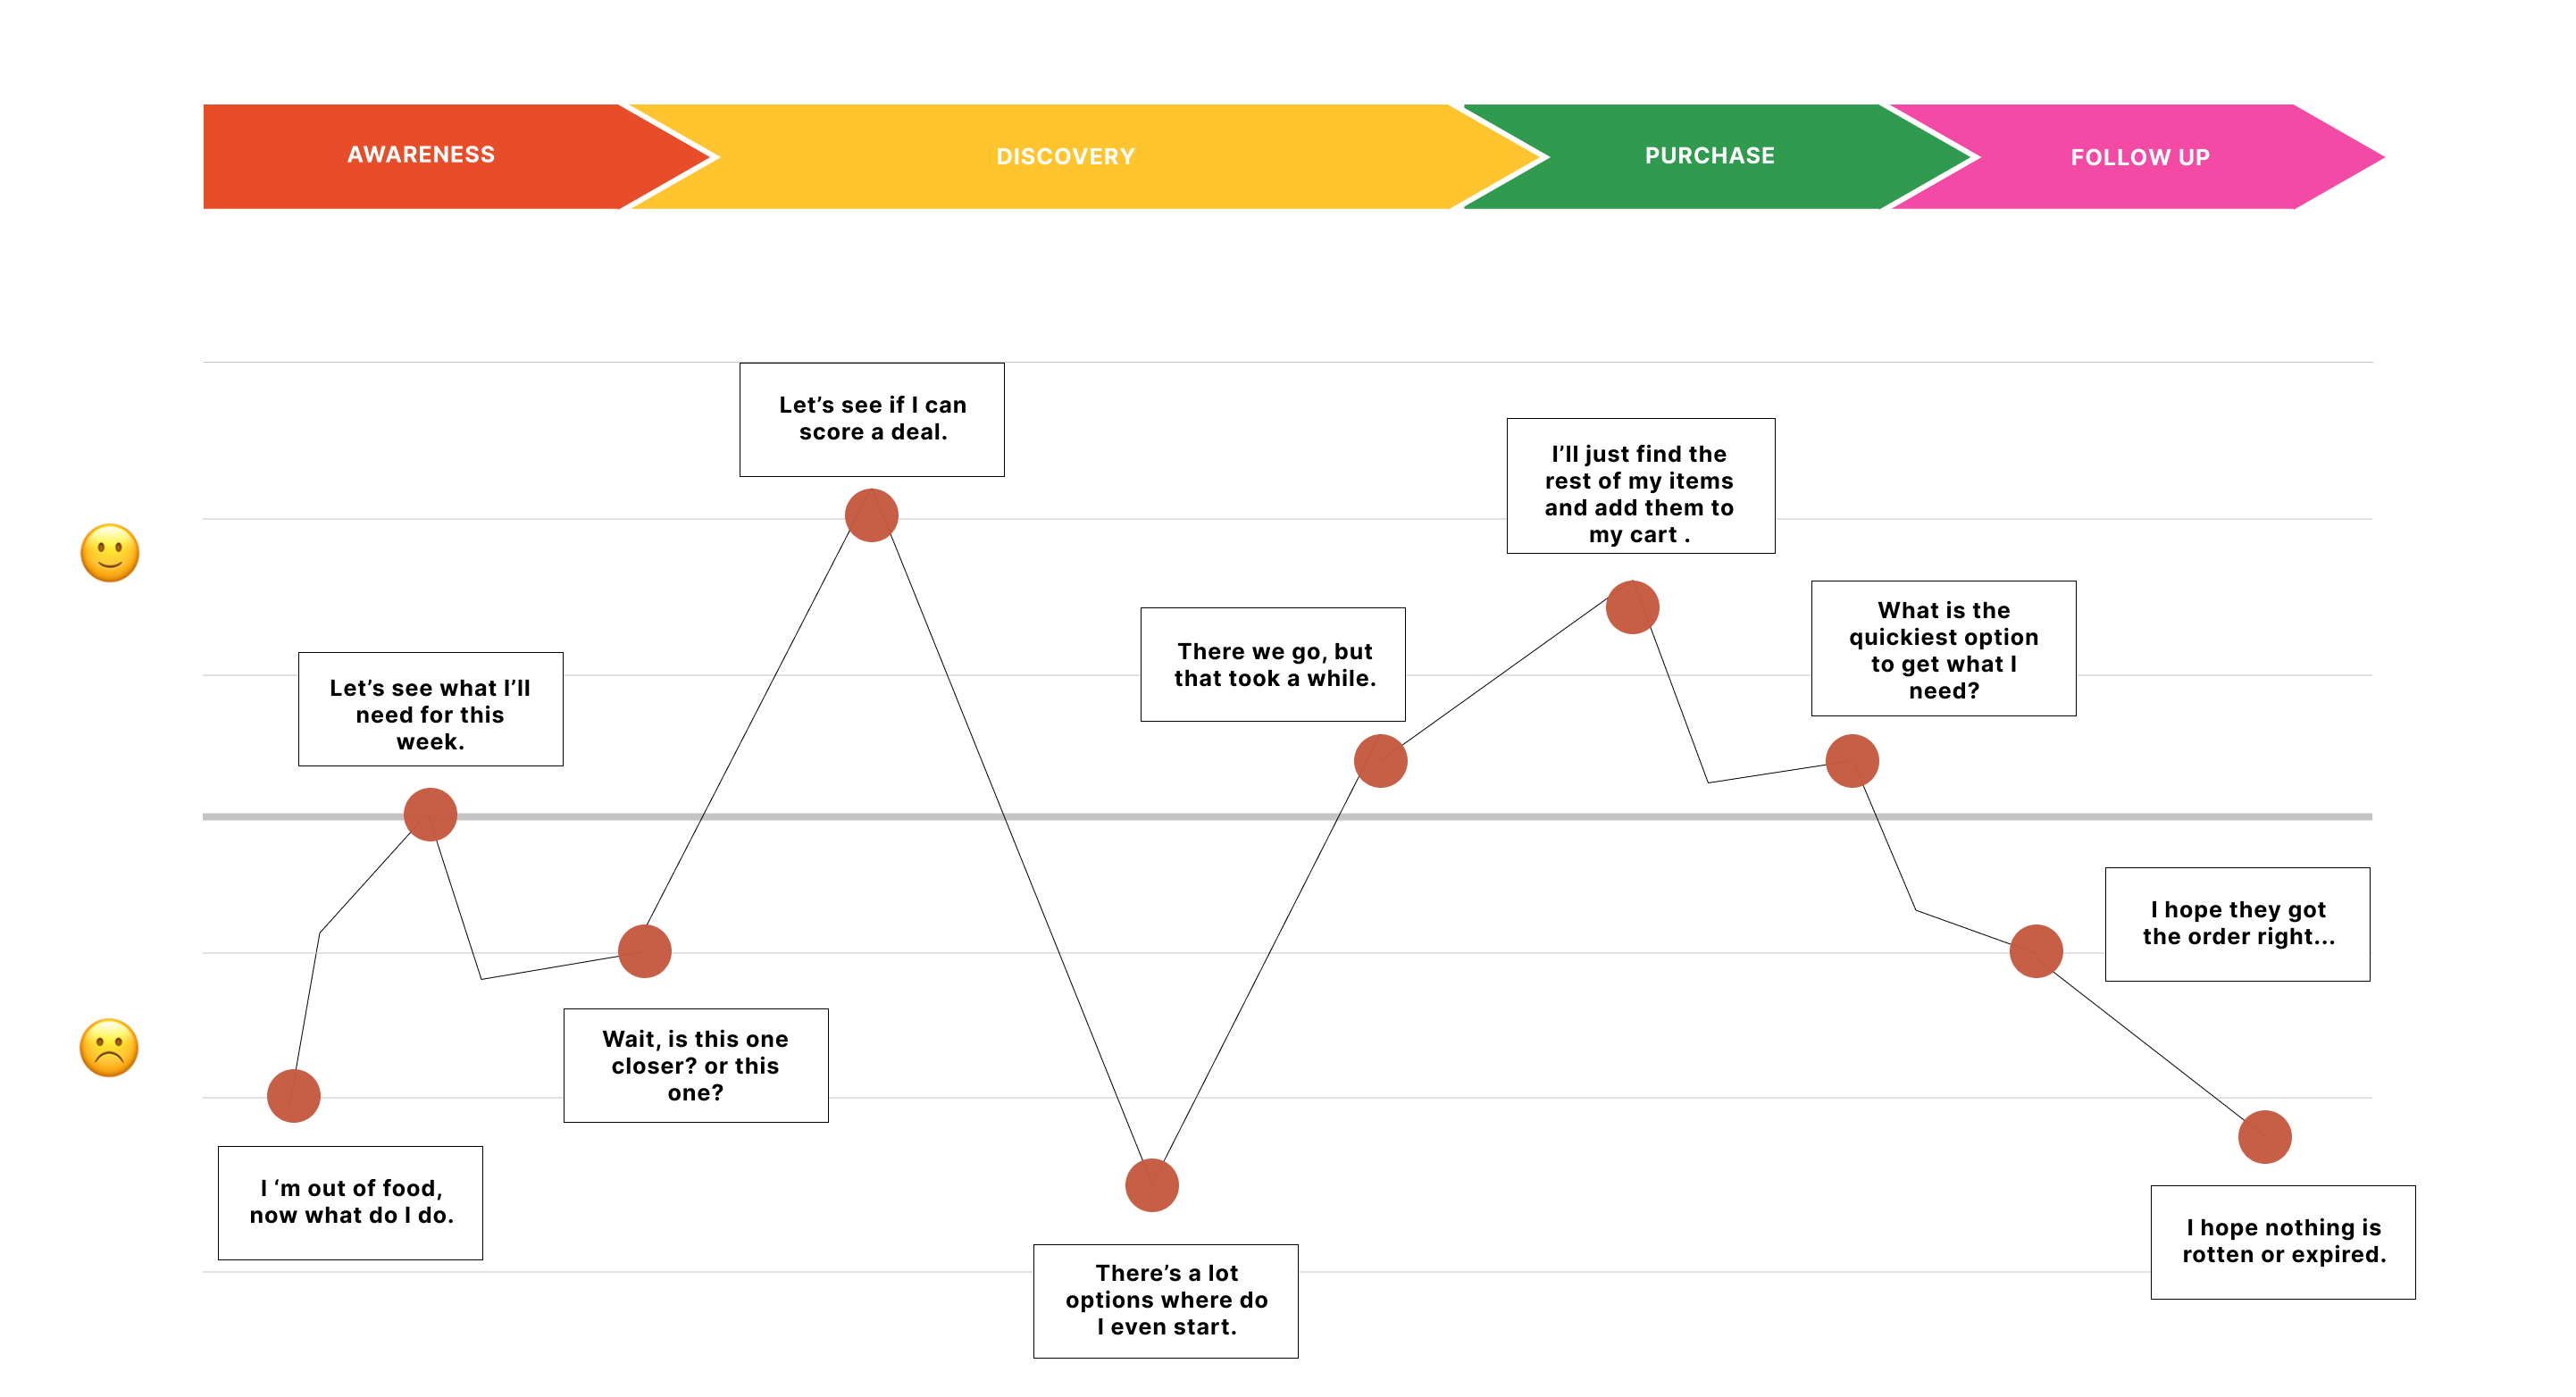 AWARENESS
DISCOVERY
PURCHASE
FOLLOW UP
Let’s see if I can
score a deal.
I’ll just find the
rest of my items
and add them to
my cart .
What is the
quickiest option
to get what I
need?
There we go, but
that took a while.
Let’s see what I’ll
need for this
week.
I hope they got
the order right...
Wait, is this one
closer? or this
one?
I ‘m out of food,
now what do I do.
I hope nothing is
rotten or expired.
There’s a lot
options where do
I even start.